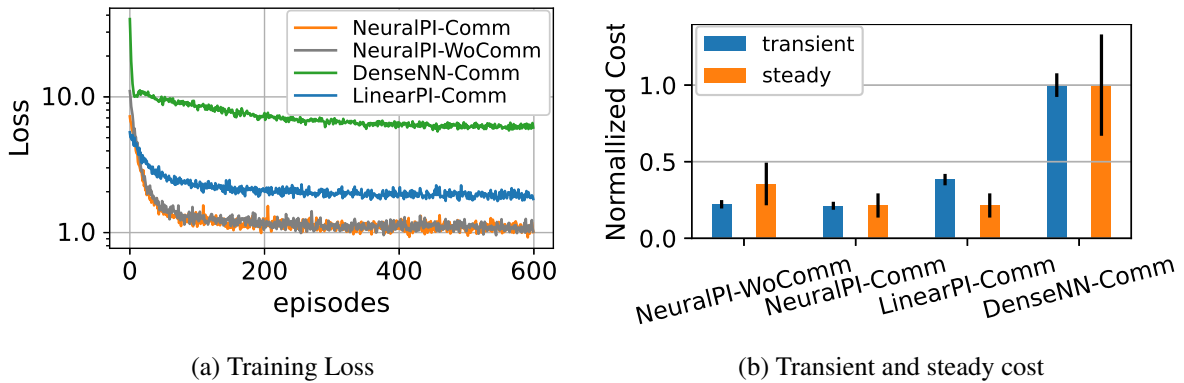 Loss
10.0
1.0
NeuralPI-Comm
NeuralPI-WoComm
DenseNN-Comm
LinearPI-Comm
0
200
400
600
episodes
(a) Training Loss
Normallized Cost
1.0
0.5
0.0
transient
steady
NeuralPI-WoComm
NeuralPI-Comm
LinearPI-Comm
DenseNN-Comm
(b) Transient and steady cost